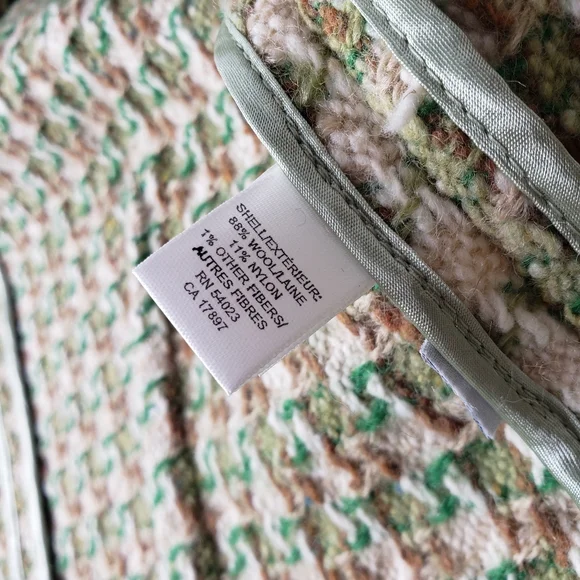 SHELL/EXTÉRIEUR:
88% WOOL/LAINE
11% NYLON
1% OTHER FIBERS/
AUTRES FIBRES
RN 54023
CA 17897